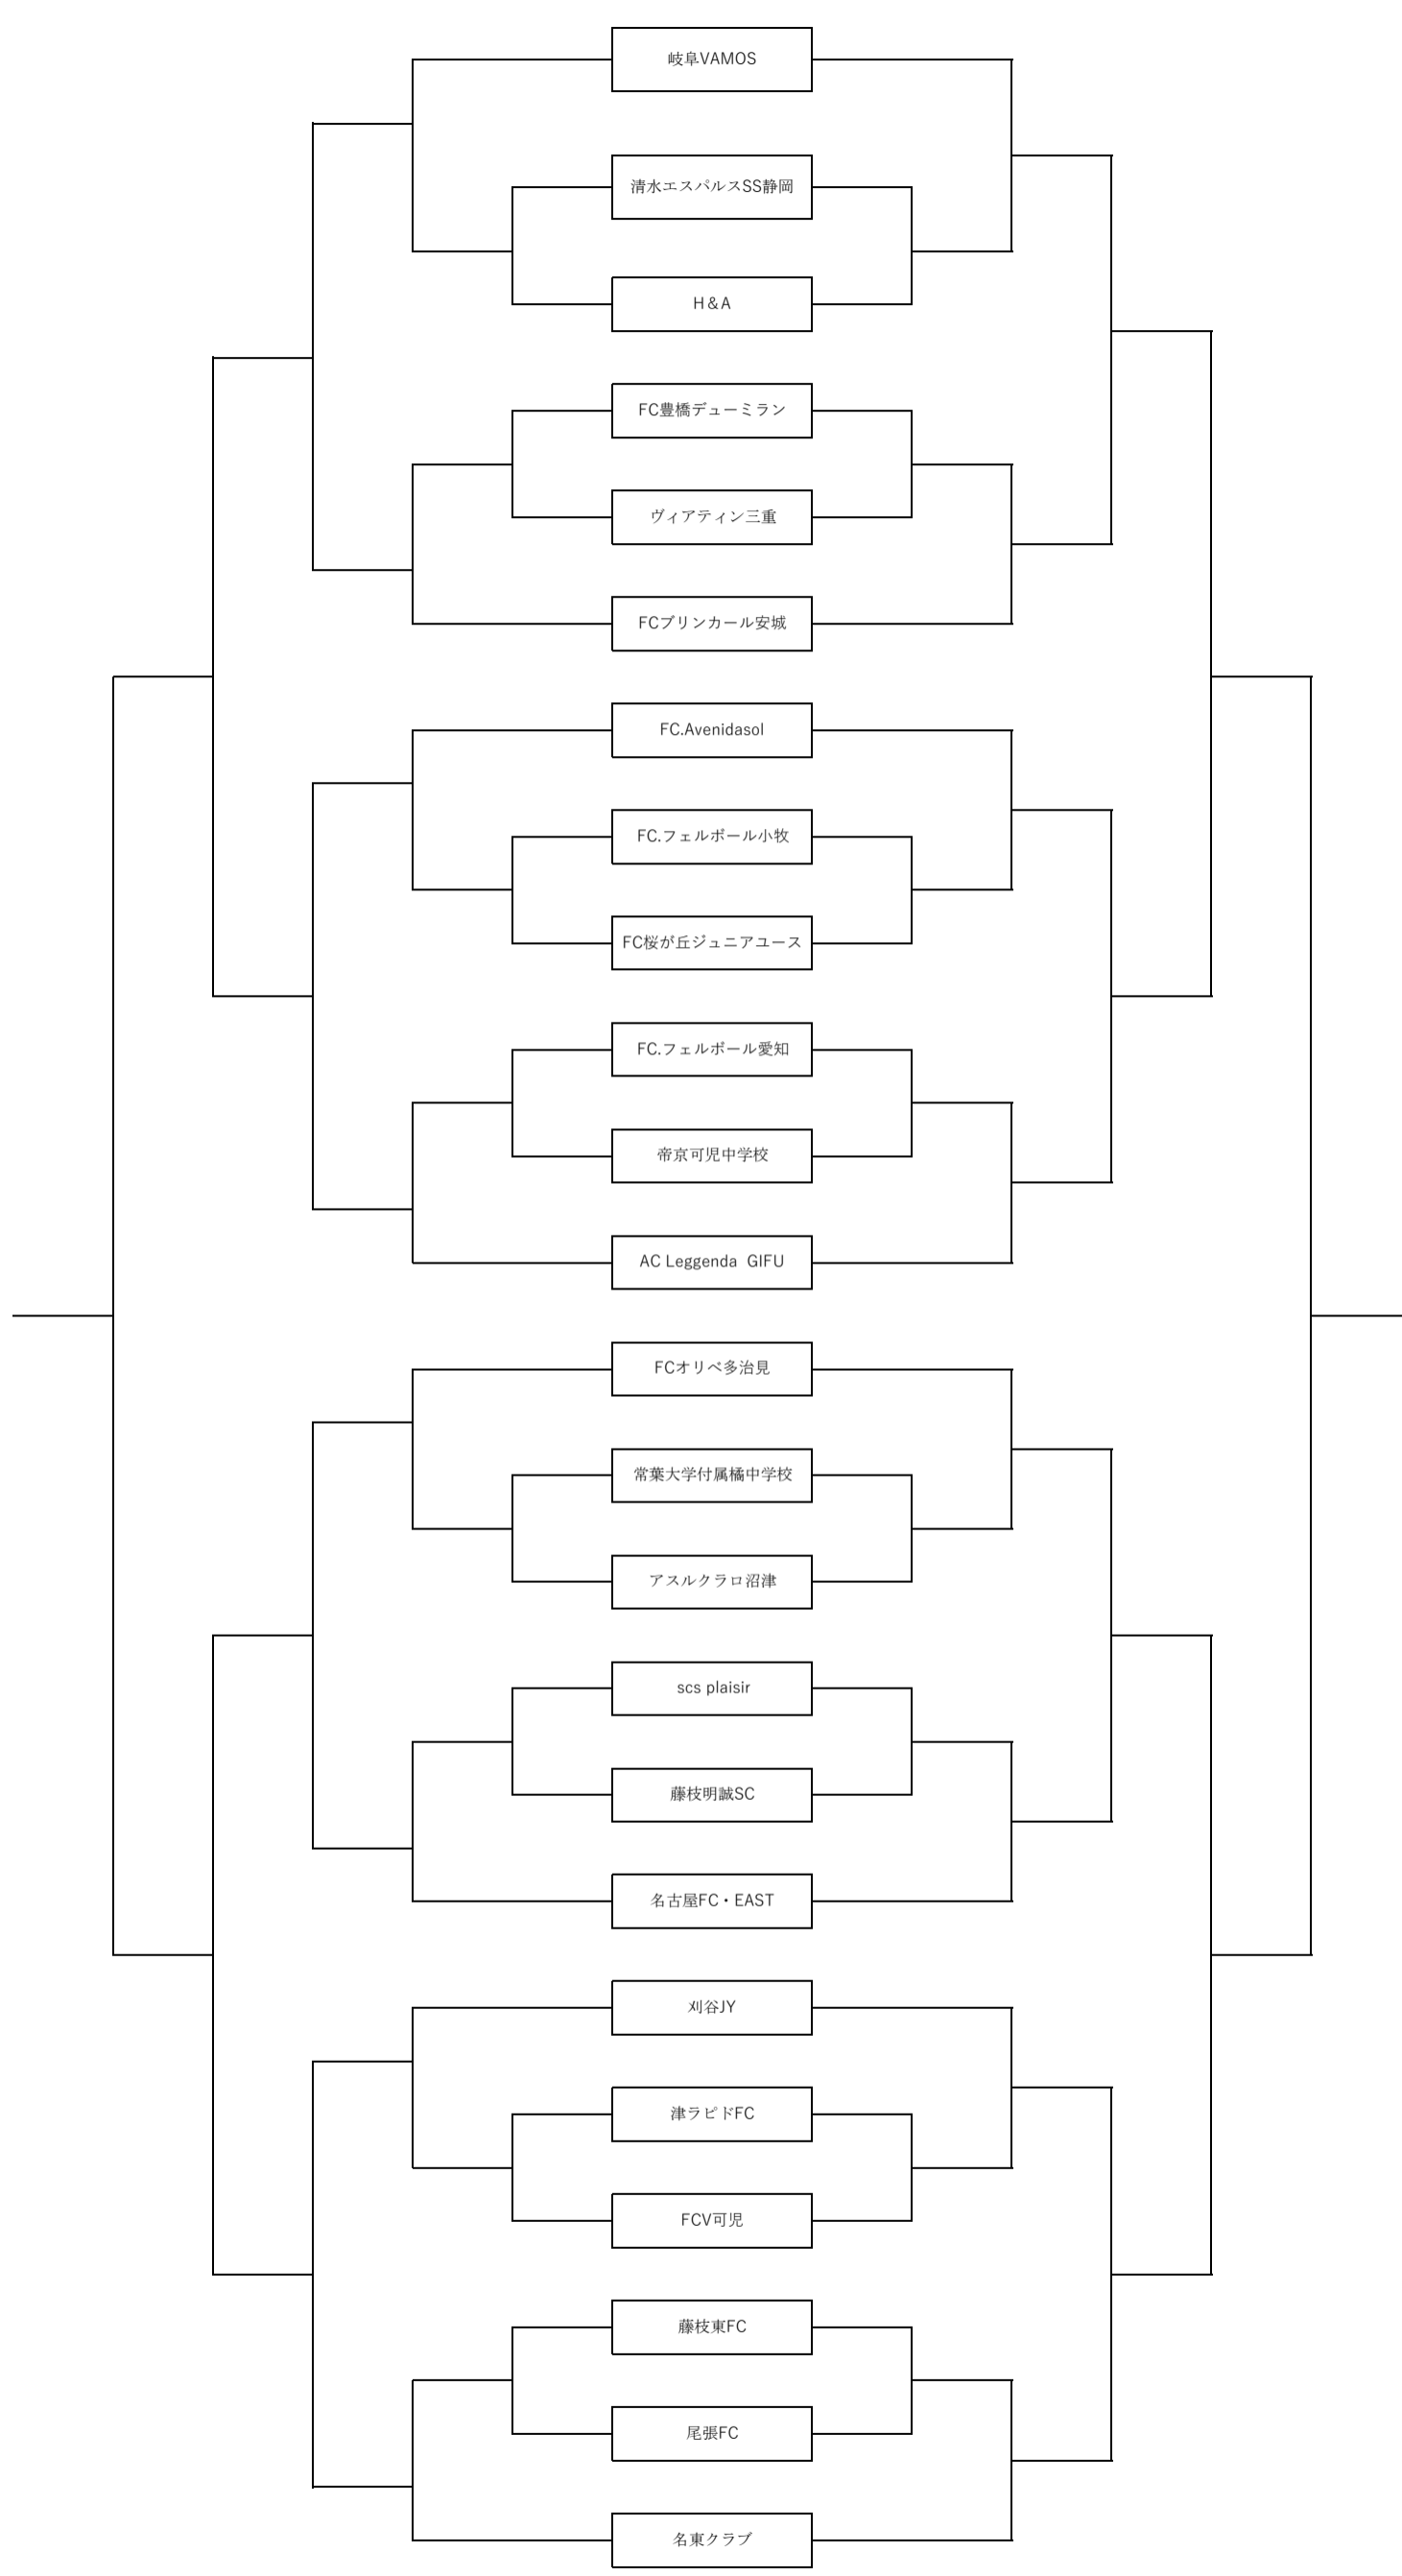 岐阜VAMOS
清水エスパルスSS静岡
H＆A
FC豊橋デューミラン
ヴィアティン三重
FCブリンカール安城
FC.Avenidasol
FC.フェルボール小牧
FC桜が丘ジュニアユース
FC.フェルボール愛知
帝京可児中学校
AC Leggenda  GIFU
FCオリベ多治見
常葉大学付属橘中学校
アスルクラロ沼津
scs plaisir
藤枝明誠SC
名古屋FC・EAST
刈谷JY
津ラピドFC
FCV可児
藤枝東FC
尾張FC
名東クラブ